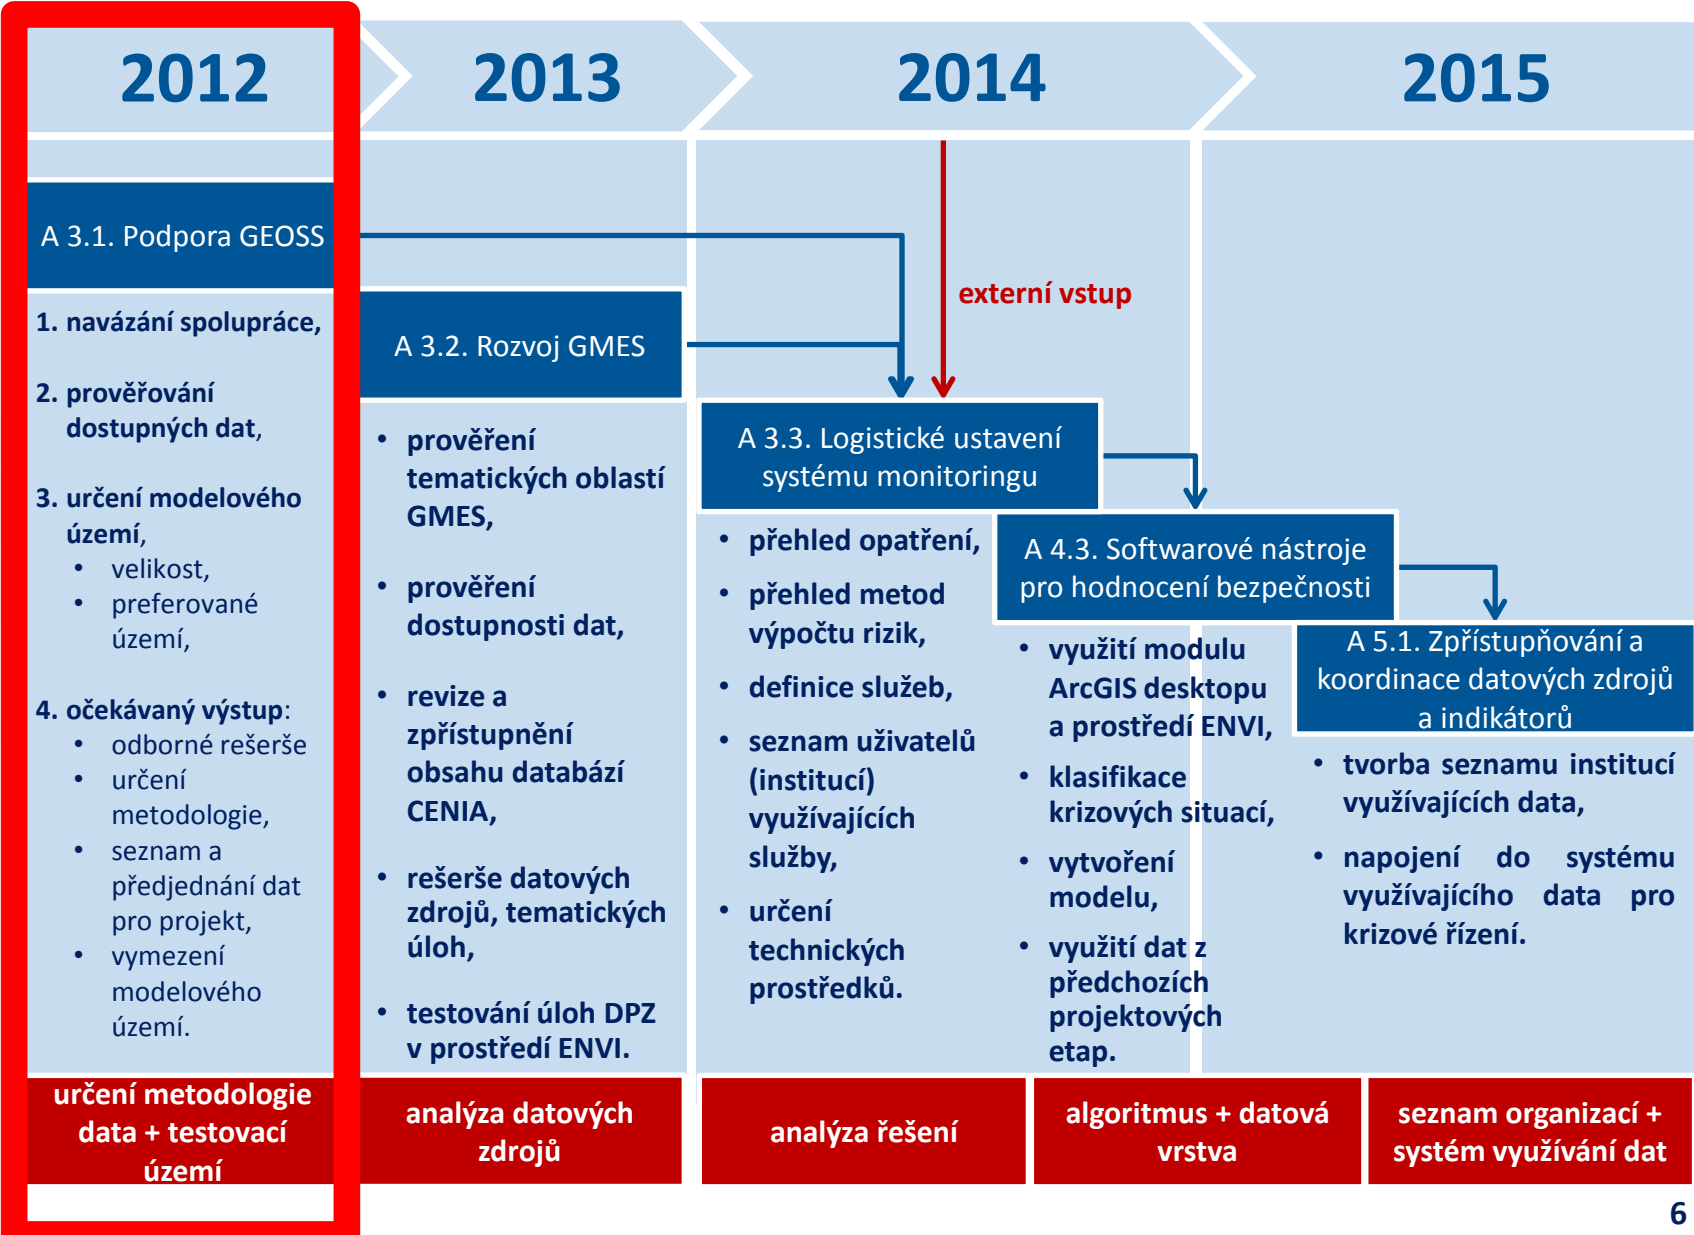 2012
2013
2014
2015
A 3.1. Podpora GEOSS
1. navázání spolupráce,
2. prověřování
dostupných dat,
3. určení modelového
území,
• velikost,
• preferované
území,
4. očekávaný výstup:
• odborné rešerše
• určení
metodologie,
• seznam a
předjednání dat
pro projekt,
• vymezení
modelového
území.
určení metodologie
data + testovací
území
A 3.2. Rozvoj GMES
• prověření
tematických oblastí
GMES,
• prověření
dostupnosti dat,
• revize a
zpřístupnění
obsahu databází
CENIA,
• rešerše datových
zdrojů, tematických
úloh,
• testování úloh DPZ
v prostředí ENVI.
analýza datových
zdrojů
externí vstup
A 3.3. Logistické ustavení
systému monitoringu
• přehled opatření,
• přehled metod
výpočtu rizik,
• definice služeb,
• seznam uživatelů
(institucí)
využívajících
služby,
• určení
technických
prostředků.
analýza řešení
A 4.3. Softwarové nástroje
pro hodnocení bezpečnosti
• využití modulu
ArcGIS desktopu
a prostředí ENVI,
• klasifikace
krizových situací,
• vytvoření
modelu,
• využití dat z
předchozích
projektových
etap.
algoritmus + datová
vrstva
A 5.1. Zpřístupňování a
koordinace datových zdrojů
a indikátorů
• tvorba seznamu institucí
využívajících data,
• napojení do systému
využívajícího data pro
krizové řízení.
seznam organizací +
systém využívání dat
6